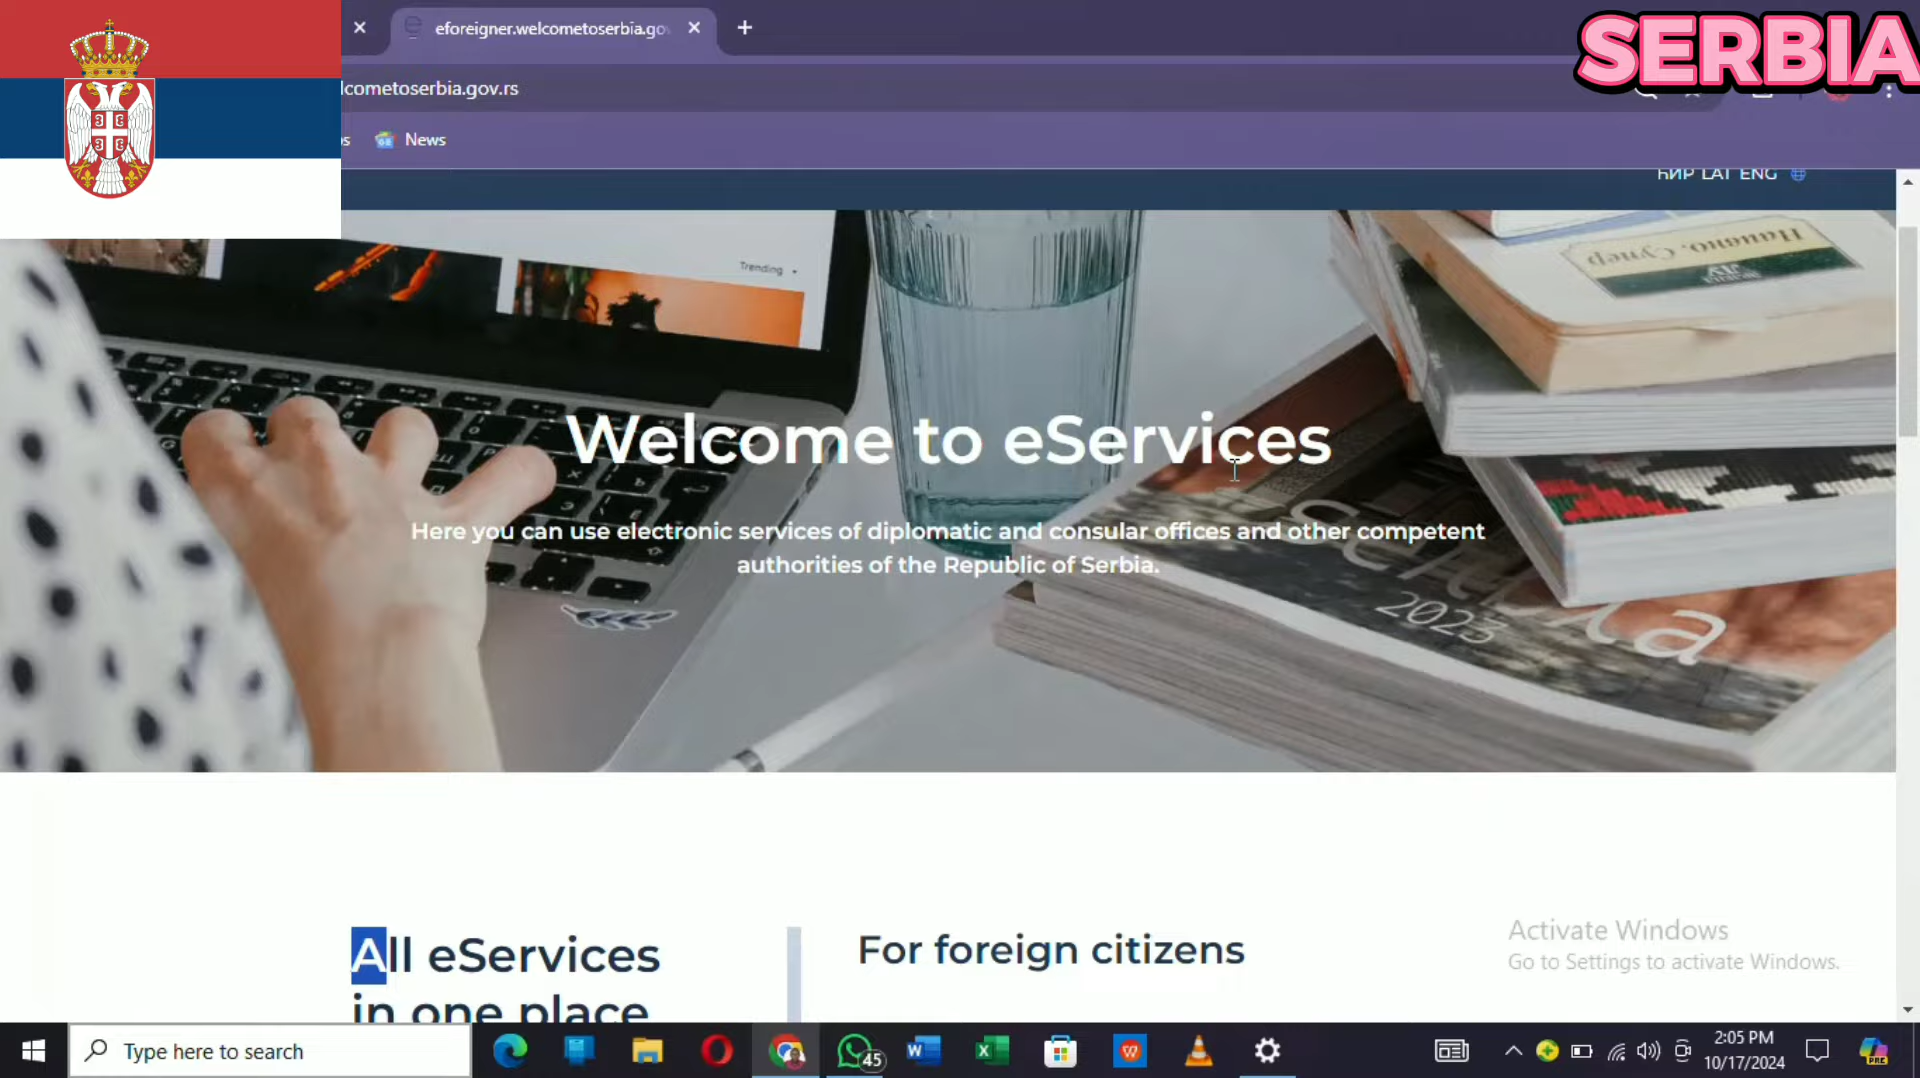 eforeigner.welcometoserbia.go
SERBIA
lcometoserbia.gov.rs
News
ЋИР LAT ENG
Trending
Welcome to eServices
Here you can use electronic services of diplomatic and consular offices and other competent
authorities of the Republic of Serbia.
2023
All eServices
in one place
For foreign citizens
Activate Windows
Go to Settings to activate Windows.
Type here to search
45
2:05 PM
10/17/2024